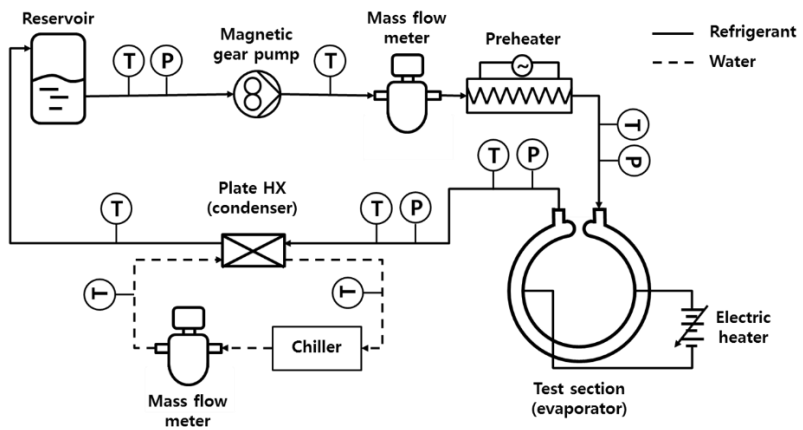 Reservoir
Magnetic
gear pump
Mass flow
meter
Preheater
Refrigerant
Water
T
P
T
T
P
T
P
Plate HX
(condenser)
T
T
P
T
T
Chiller
Mass flow
meter
Electric
heater
Test section
(evaporator)